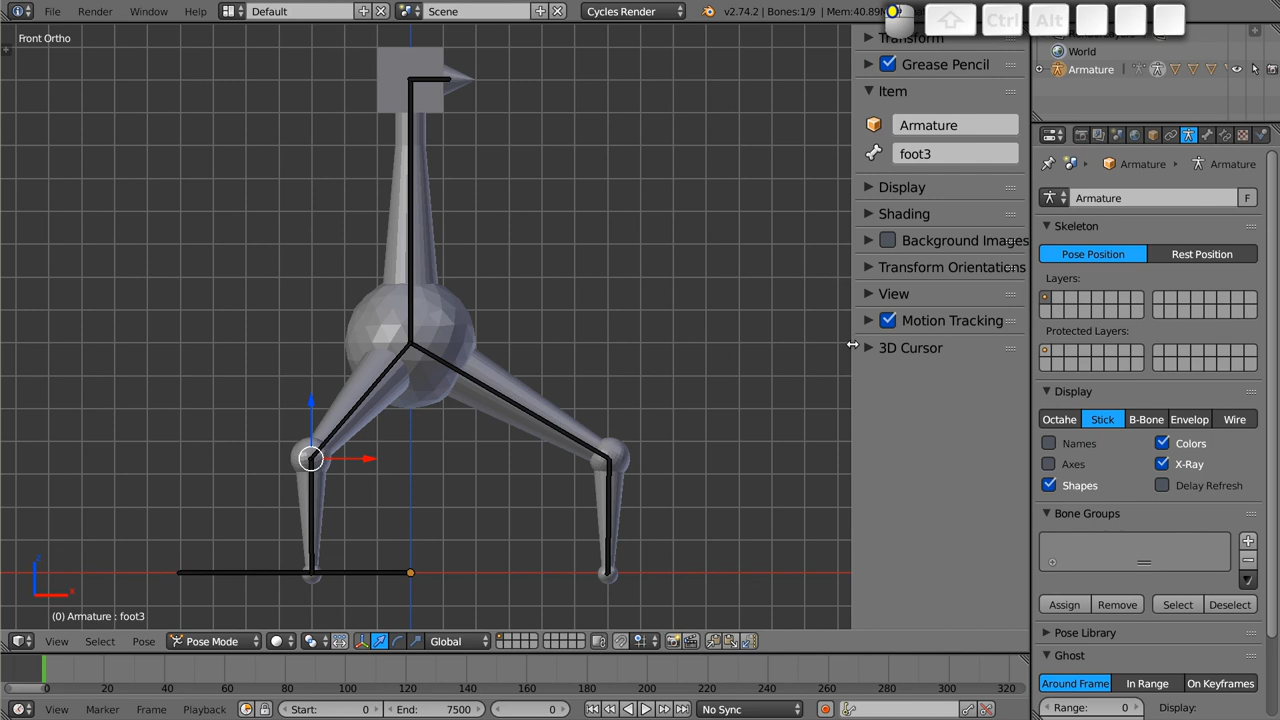 File Render Window Help Default Scene Cycles Render v2.74.2 | Bones:1/9 | Mem:40.89
Ctrl Alt
Front Ortho
Transform
Grease Pencil
Item
Armature
foot3
Display
Shading
Background Images
Transform Orientations
View
Motion Tracking
3D Cursor
World
Armature
Armature Armature
Armature F
Skeleton
Pose Position Rest Position
Layers:
Protected Layers:
Display
Octahe Stick B-Bone Envelop Wire
Names Colors
Axes X-Ray
Shapes Delay Refresh
Bone Groups
Assign Remove Select Deselect
Pose Library
Ghost
Around Frame In Range On Keyframes
Range: 0 Display:
z
x
(0) Armature : foot3
View Select Pose Pose Mode Global
0 20 40 60 80 100 120 140 160 180 200 220 240 260 280 300 320
View Marker Frame Playback Start: 0 End: 7500 0 No Sync